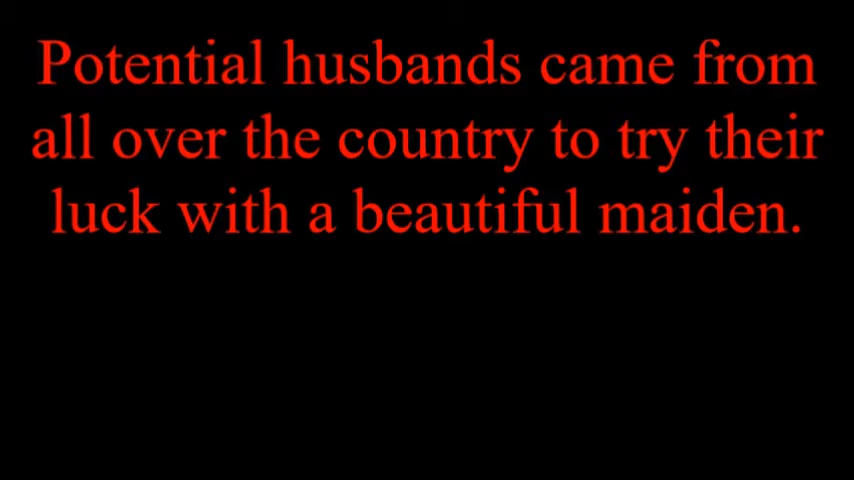 Potential husbands came from
all over the country to try their
luck with a beautiful maiden.